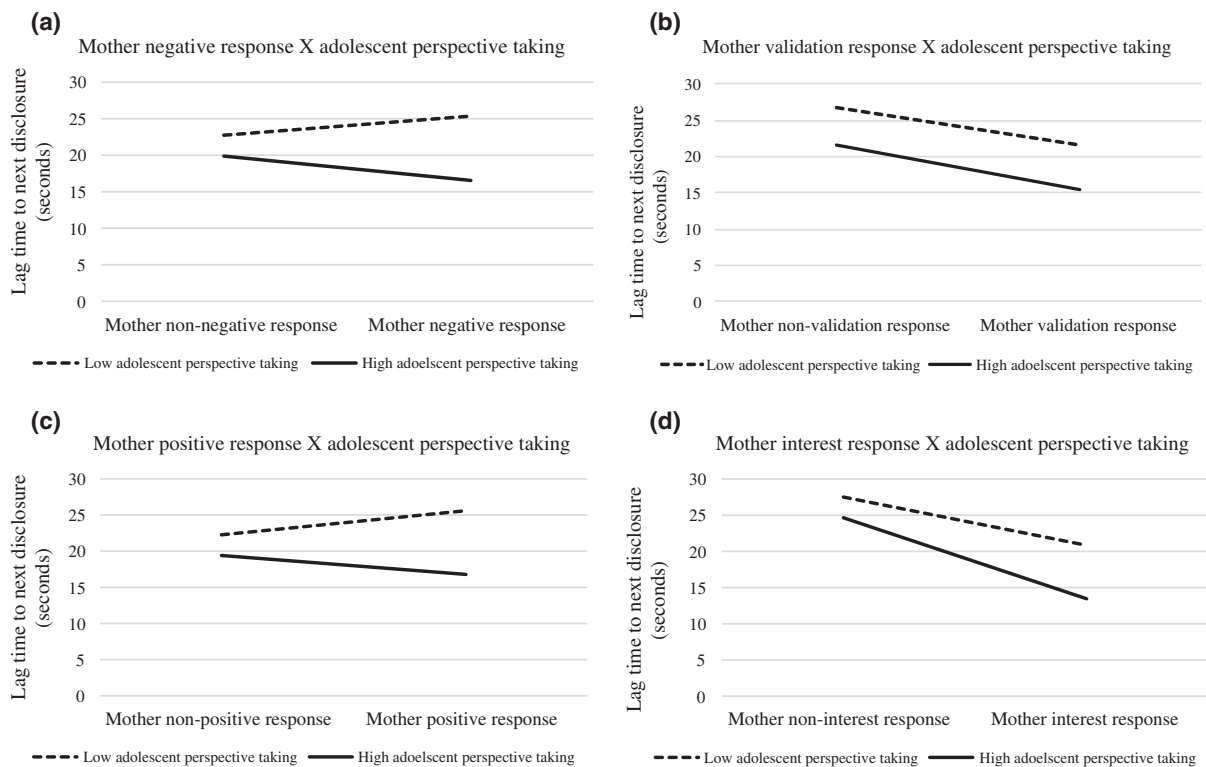 (a)
Mother negative response X adolescent perspective taking
Lag time to next disclosure
(seconds)
30
25
20
15
10
5
0
Mother non-negative response Mother negative response
Low adolescent perspective taking High adoelscent perspective taking
(b)
Mother validation response X adolescent perspective taking
Lag time to next disclosure
(seconds)
30
25
20
15
10
5
0
Mother non-validation response Mother validation response
Low adolescent perspective taking High adoelscent perspective taking
(c)
Mother positive response X adolescent perspective taking
Lag time to next disclosure
(seconds)
30
25
20
15
10
5
0
Mother non-positive response Mother positive response
Low adolescent perspective taking High adoelscent perspective taking
(d)
Mother interest response X adolescent perspective taking
Lag time to next disclosure
(seconds)
30
25
20
15
10
5
0
Mother non-interest response Mother interest response
Low adolescent perspective taking High adoelscent perspective taking